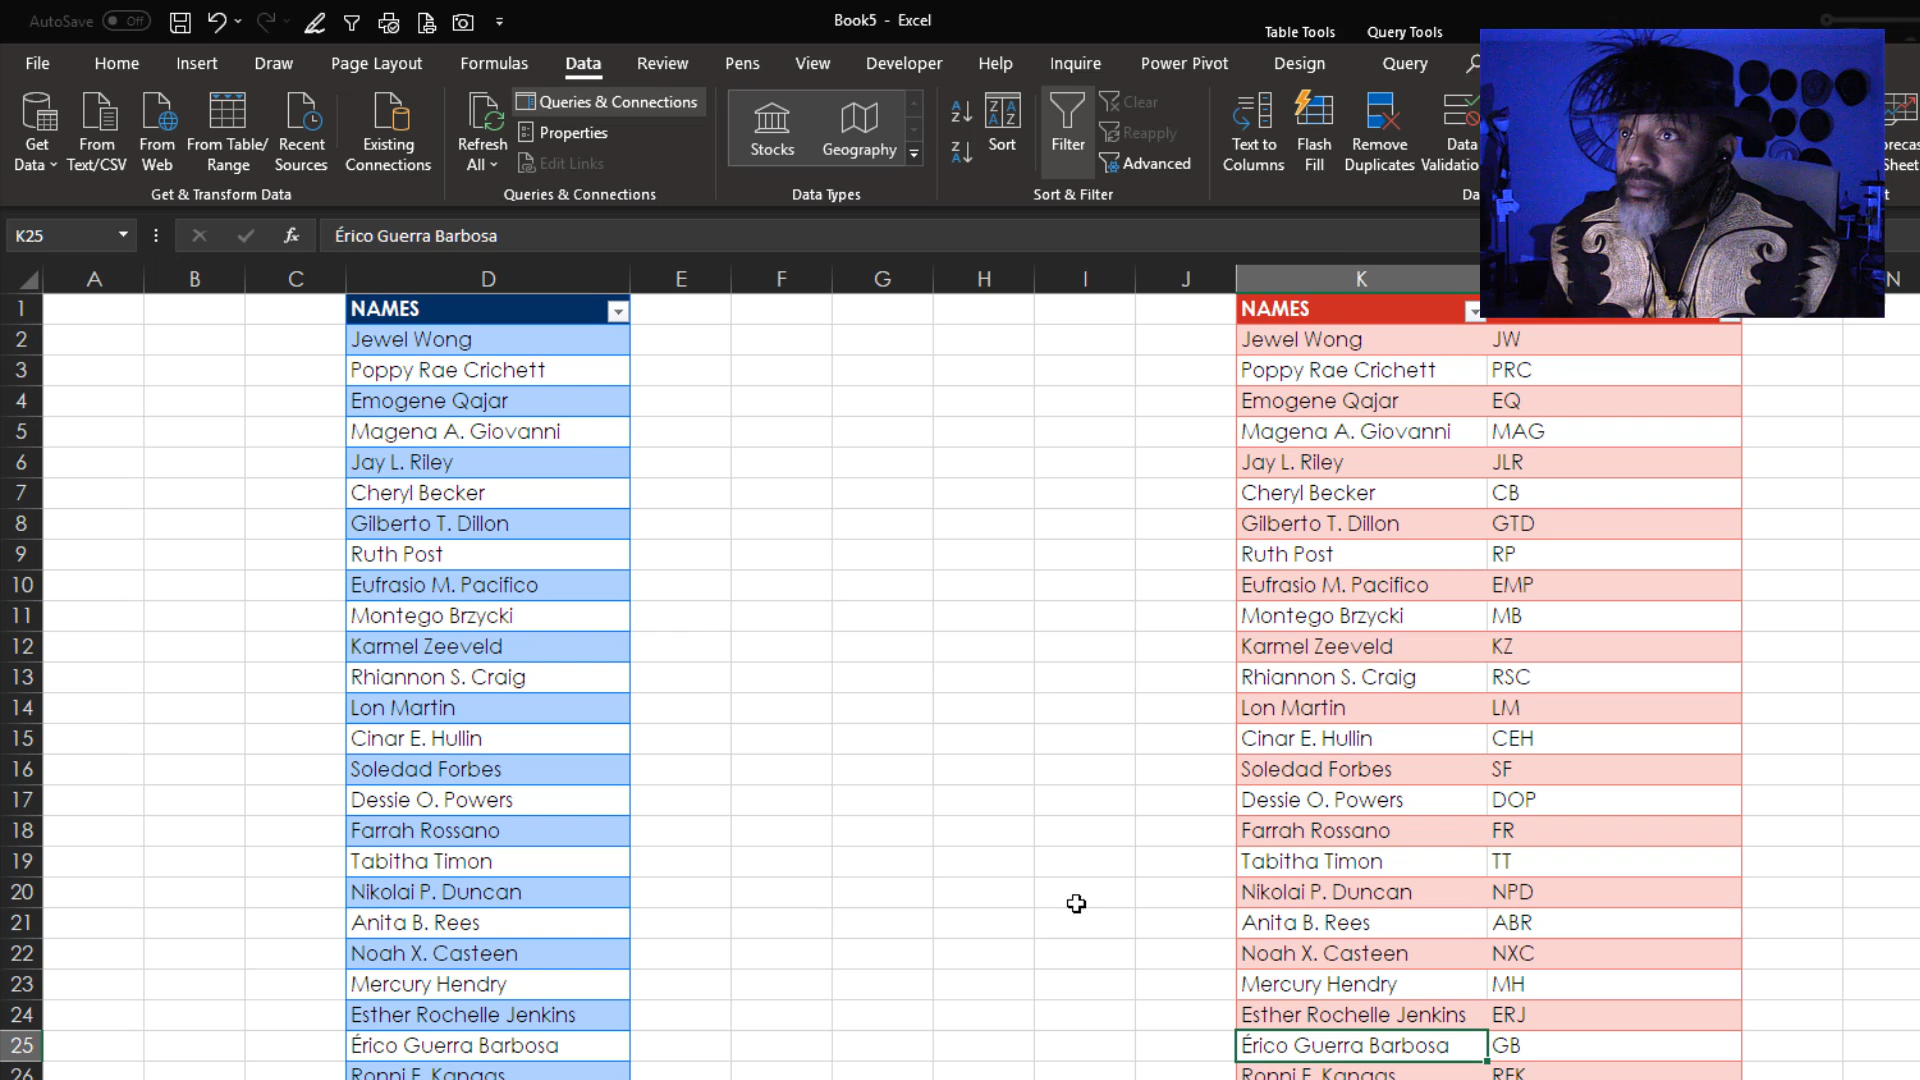 AutoSave Off Book5 - Excel Table Tools Query Tools
File Home Insert Draw Page Layout Formulas Data Review Pens View Developer Help Inquire Power Pivot Design Query
Get Data From Text/CSV From Web From Table/Range Recent Sources Existing Connections
Refresh All Queries & Connections Properties Edit Links
Stocks Geography
Sort Filter Clear Reapply Advanced
Text to Columns Flash Fill Remove Duplicates Data
Get & Transform Data Queries & Connections Data Types Sort & Filter
K25 fx Érico Guerra Barbosa
A B C D E F G H I J K N
1 NAMES NAMES
2 Jewel Wong Jewel Wong JW
3 Poppy Rae Crichett Poppy Rae Crichett PRC
4 Emogene Qajar Emogene Qajar EQ
5 Magena A. Giovanni Magena A. Giovanni MAG
6 Jay L. Riley Jay L. Riley JLR
7 Cheryl Becker Cheryl Becker CB
8 Gilberto T. Dillon Gilberto T. Dillon GTD
9 Ruth Post Ruth Post RP
10 Eufrasio M. Pacifico Eufrasio M. Pacifico EMP
11 Montego Brzycki Montego Brzycki MB
12 Karmel Zeeveld Karmel Zeeveld KZ
13 Rhiannon S. Craig Rhiannon S. Craig RSC
14 Lon Martin Lon Martin LM
15 Cinar E. Hullin Cinar E. Hullin CEH
16 Soledad Forbes Soledad Forbes SF
17 Dessie O. Powers Dessie O. Powers DOP
18 Farrah Rossano Farrah Rossano FR
19 Tabitha Timon Tabitha Timon TT
20 Nikolai P. Duncan Nikolai P. Duncan NPD
21 Anita B. Rees Anita B. Rees ABR
22 Noah X. Casteen Noah X. Casteen NXC
23 Mercury Hendry Mercury Hendry MH
24 Esther Rochelle Jenkins Esther Rochelle Jenkins ERJ
25 Érico Guerra Barbosa Érico Guerra Barbosa GB
26